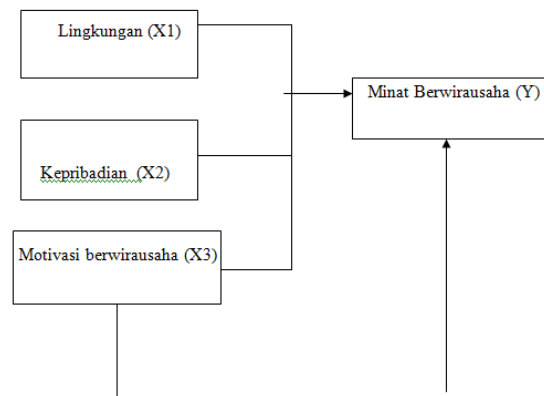 Lingkungan (X1)
Minat Berwirausaha (Y)
Kepribadian (X2)
Motivasi berwirausaha (X3)